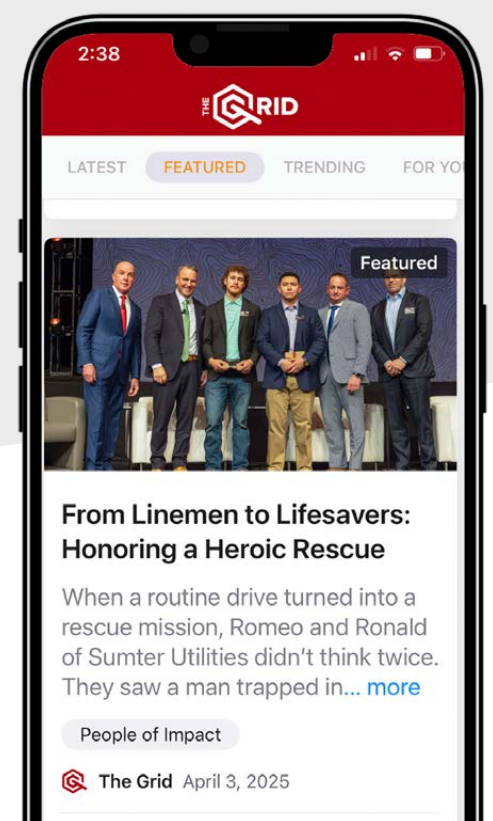 2:38
THE GRID
LATEST FEATURED TRENDING FOR YOU
Featured
From Linemen to Lifesavers:
Honoring a Heroic Rescue
When a routine drive turned into a
rescue mission, Romeo and Ronald
of Sumter Utilities didn't think twice.
They saw a man trapped in... more
People of Impact
The Grid April 3, 2025